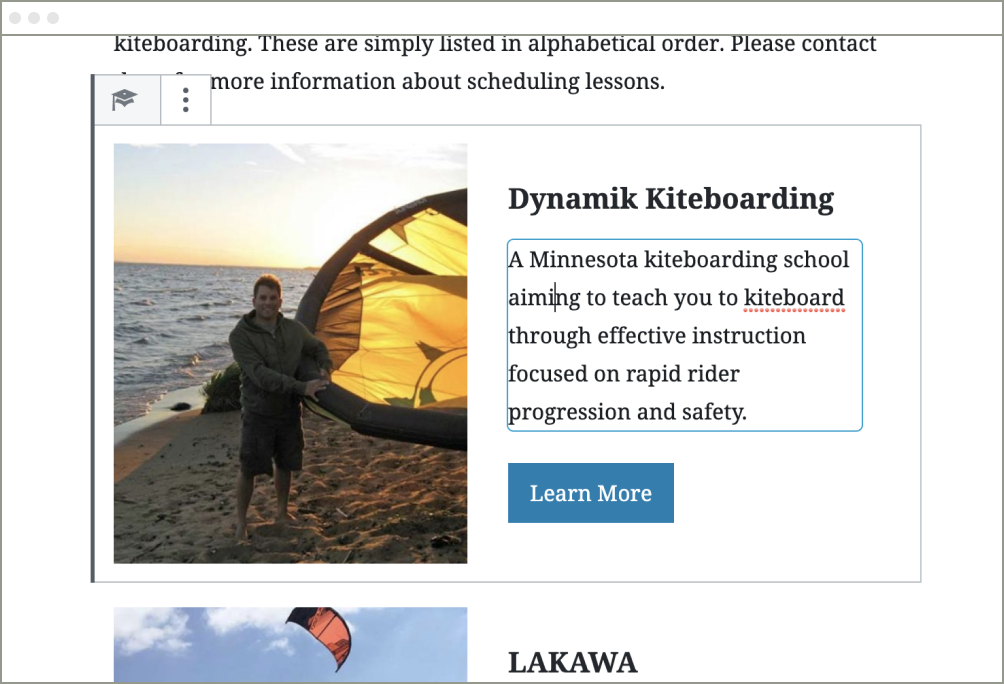 kiteboarding. These are simply listed in alphabetical order. Please contact
more information about scheduling lessons.
Dynamik Kiteboarding
A Minnesota kiteboarding school
aiming to teach you to kiteboard
through effective instruction
focused on rapid rider
progression and safety.
Learn More
LAKAWA